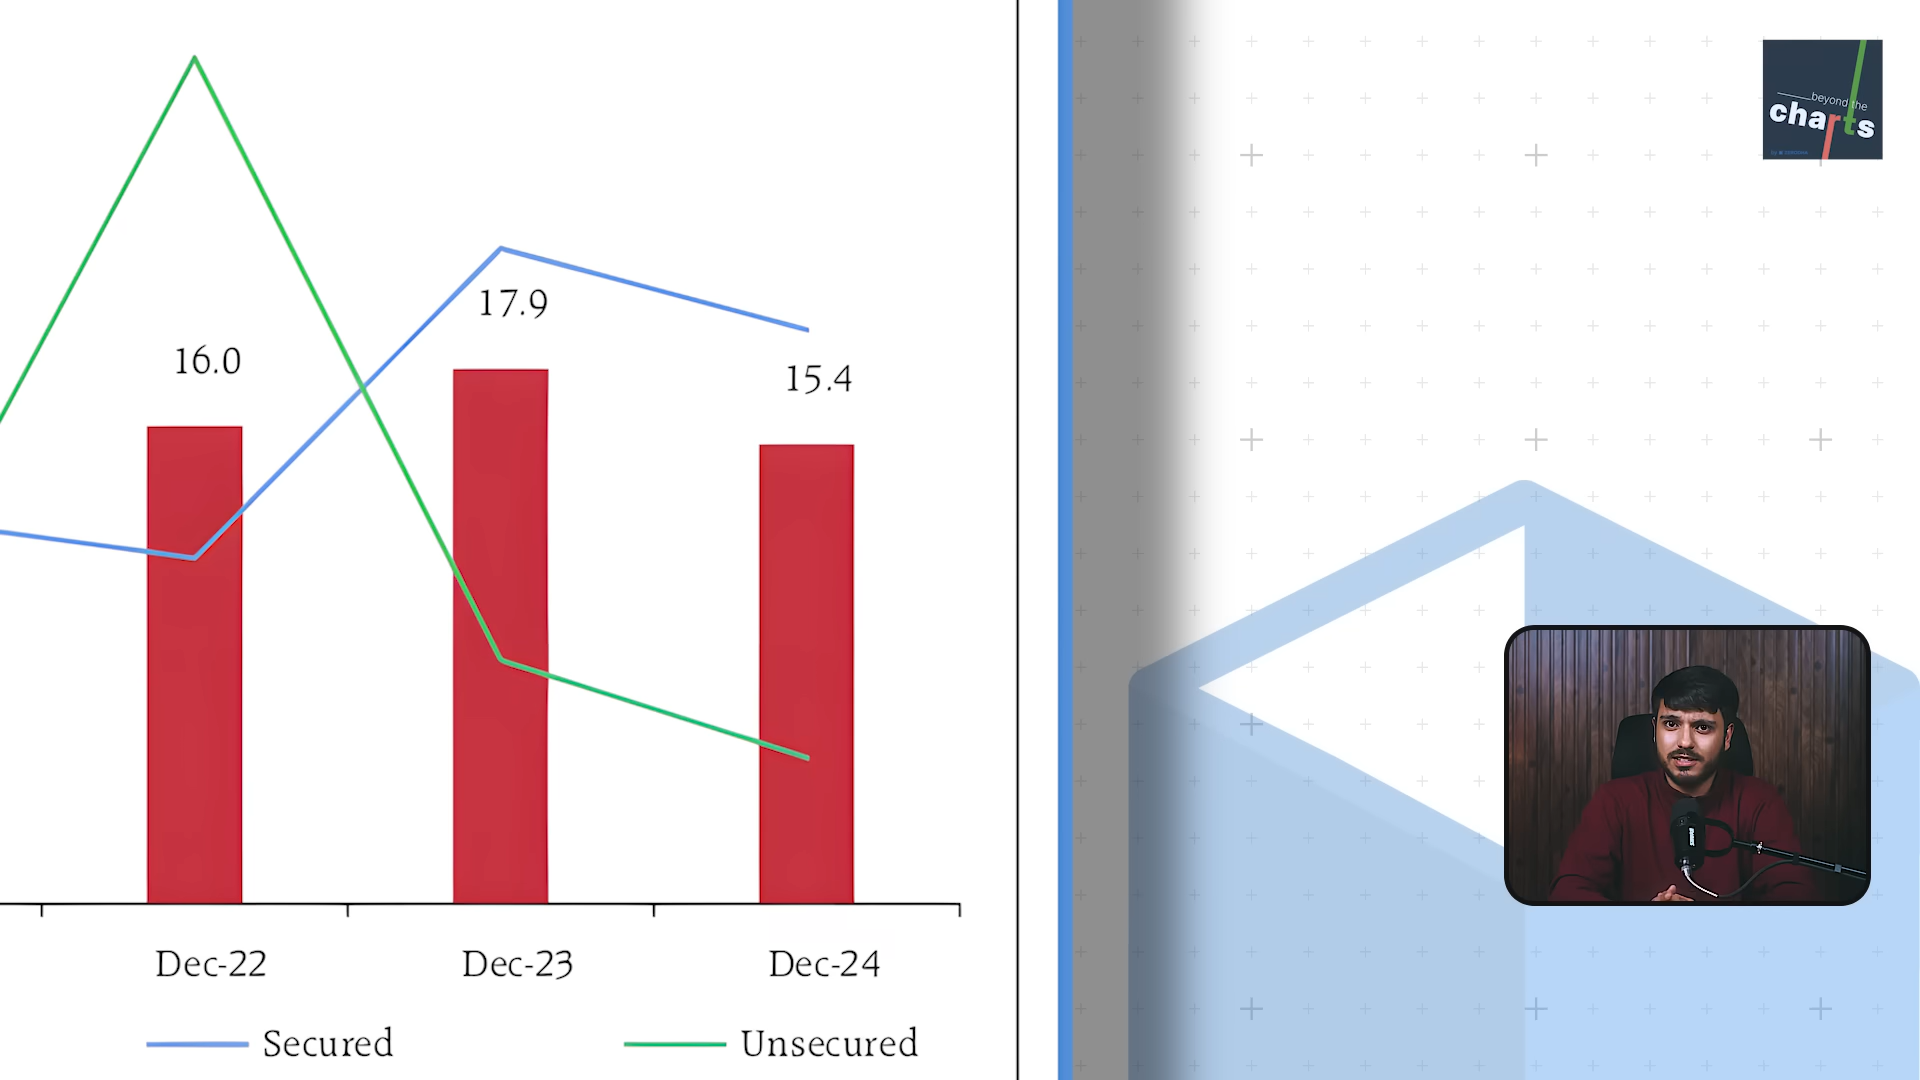 17.9
16.0
15.4
Dec-22
Dec-23
Dec-24
Secured
Unsecured
beyond the
charts